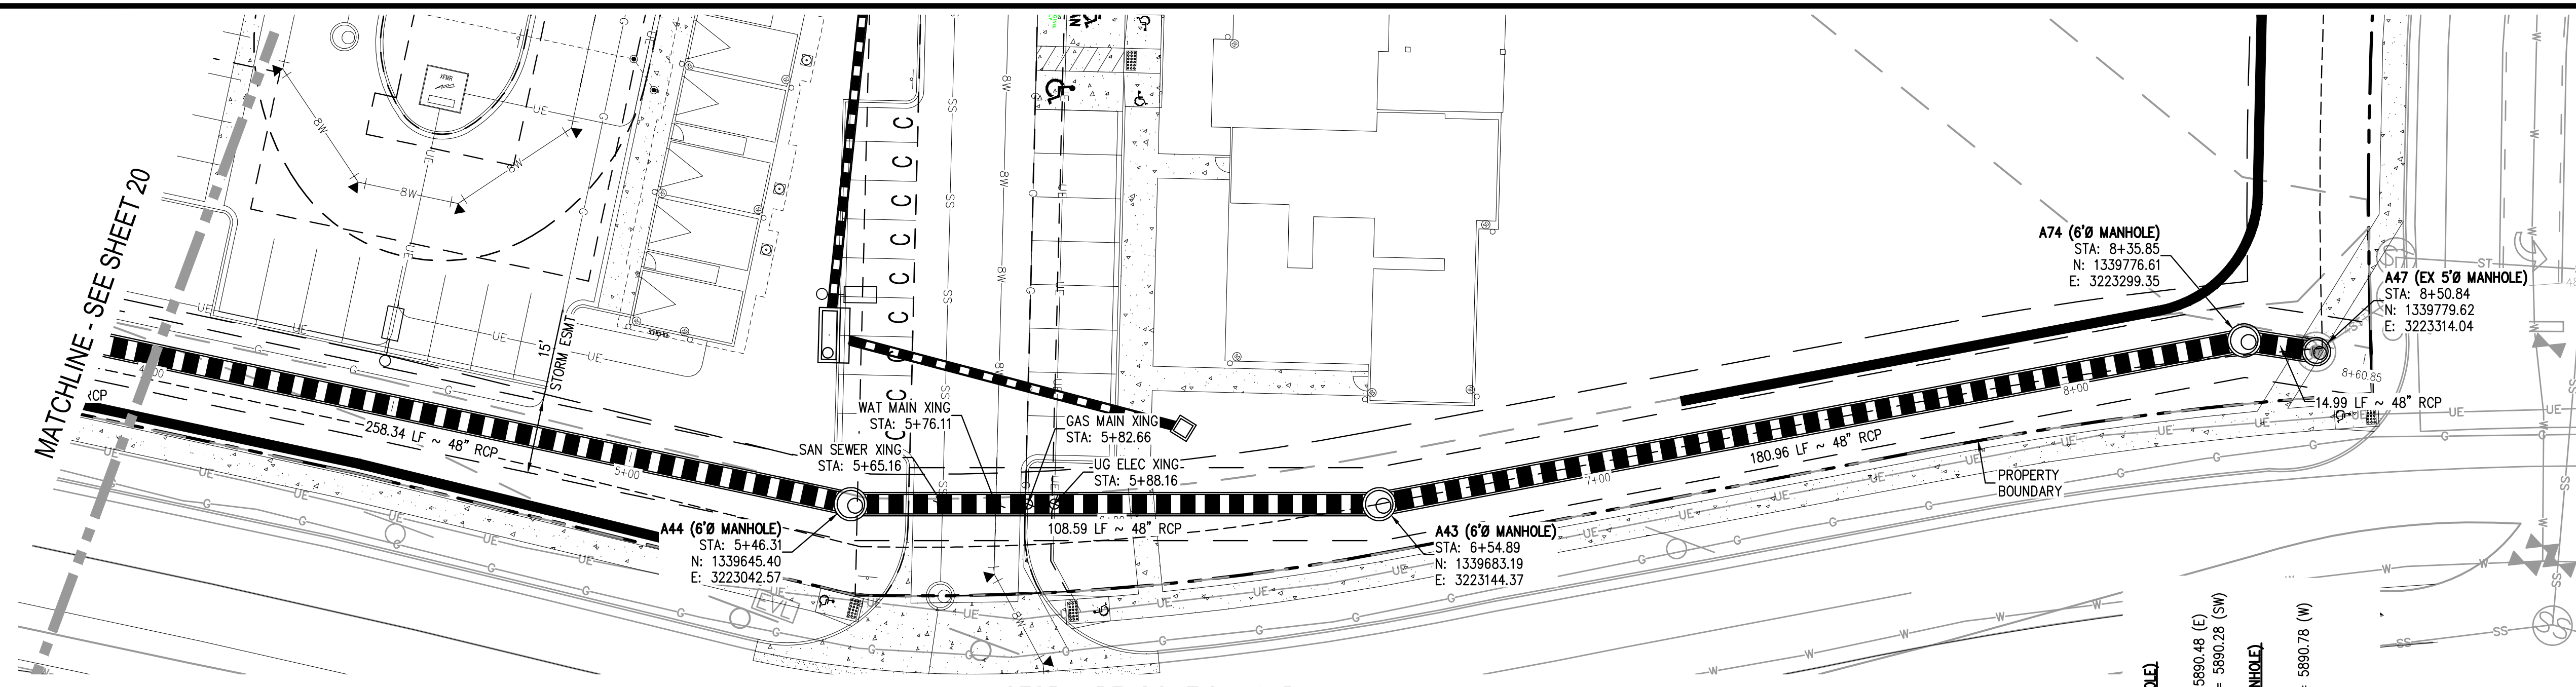 MATCHLINE - SEE SHEET 20
XFMR
15'
STORM ESMT
RCP
258.34 LF ~ 48" RCP
5+00
WAT MAIN XING
STA: 5+76.11
SAN SEWER XING
STA: 5+65.16
GAS MAIN XING
STA: 5+82.66
UG ELEC XING
STA: 5+88.16
A44 (6'Ø MANHOLE)
STA: 5+46.31
N: 1339645.40
E: 3223042.57
108.59 LF ~ 48" RCP
A43 (6'Ø MANHOLE)
STA: 6+54.89
N: 1339683.19
E: 3223144.37
7+00
180.96 LF ~ 48" RCP
8+00
A74 (6'Ø MANHOLE)
STA: 8+35.85
N: 1339776.61
E: 3223299.35
A47 (EX 5'Ø MANHOLE)
STA: 8+50.84
N: 1339779.62
E: 3223314.04
8+60.85
14.99 LF ~ 48" RCP
PROPERTY
BOUNDARY
5890.48 (E)
= 5890.28 (SW)
= 5890.78 (W)
UE
G
8W
SS
C
W
ST